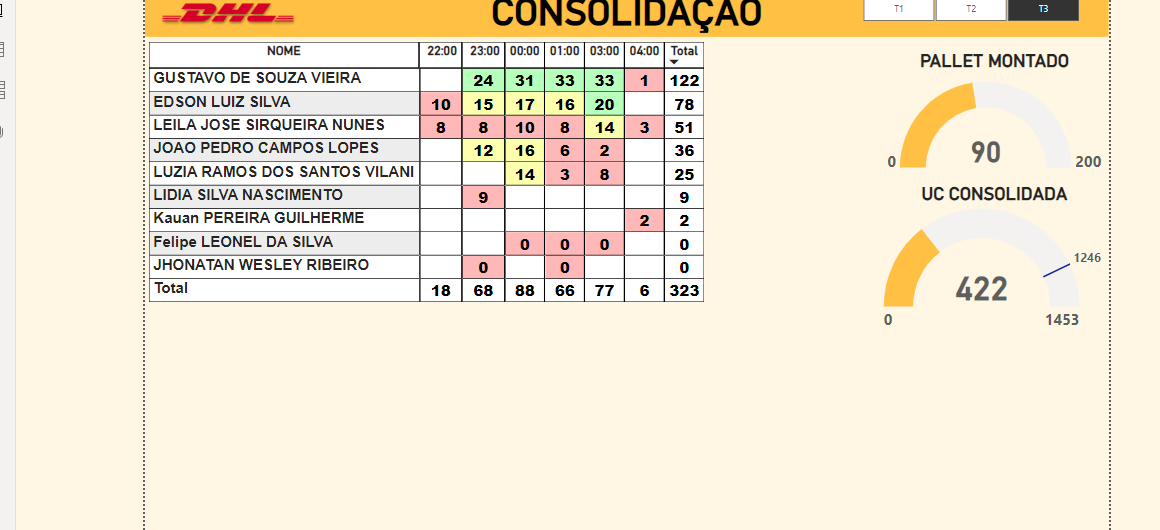 DHL
CONSOLIDAÇÃO
T1 T2 T3
NOME 22:00 23:00 00:00 01:00 03:00 04:00 Total
GUSTAVO DE SOUZA VIEIRA 24 31 33 33 1 122
EDSON LUIZ SILVA 10 15 17 16 20 78
LEILA JOSE SIRQUEIRA NUNES 8 8 10 8 14 3 51
JOAO PEDRO CAMPOS LOPES 12 16 6 2 36
LUZIA RAMOS DOS SANTOS VILANI 14 3 8 25
LIDIA SILVA NASCIMENTO 9 9
Kauan PEREIRA GUILHERME 2 2
Felipe LEONEL DA SILVA 0 0 0 0
JHONATAN WESLEY RIBEIRO 0 0 0
Total 18 68 88 66 77 6 323
PALLET MONTADO
90
0 200
UC CONSOLIDADA
1246
422
0 1453